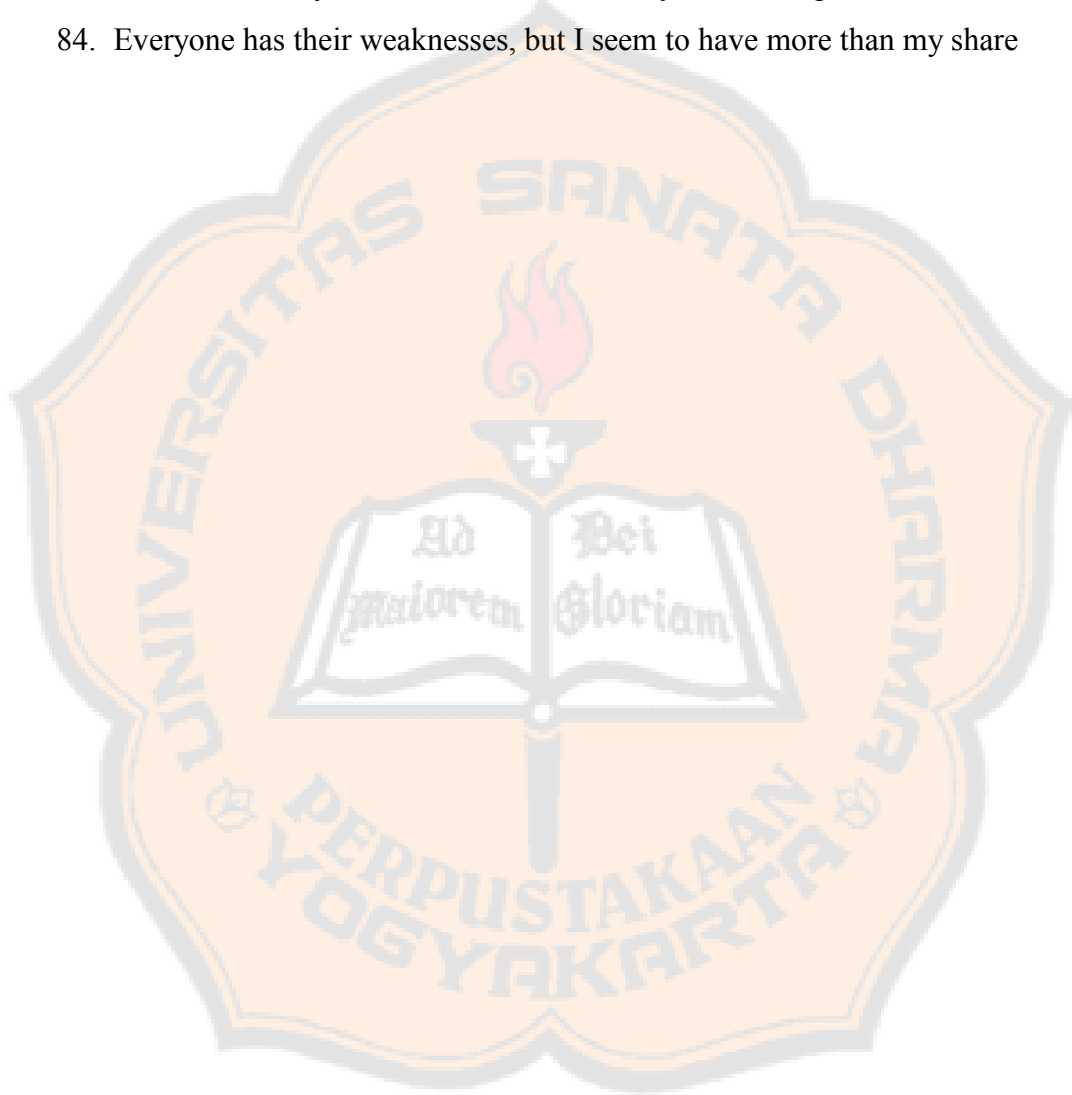 84. Everyone has their weaknesses, but I seem to have more than my share
UNIVERSITAS SANATA DHARMA
Ad Dei
Maiorem Gloriam
PERPUSTAKAAN
YOGYAKARTA